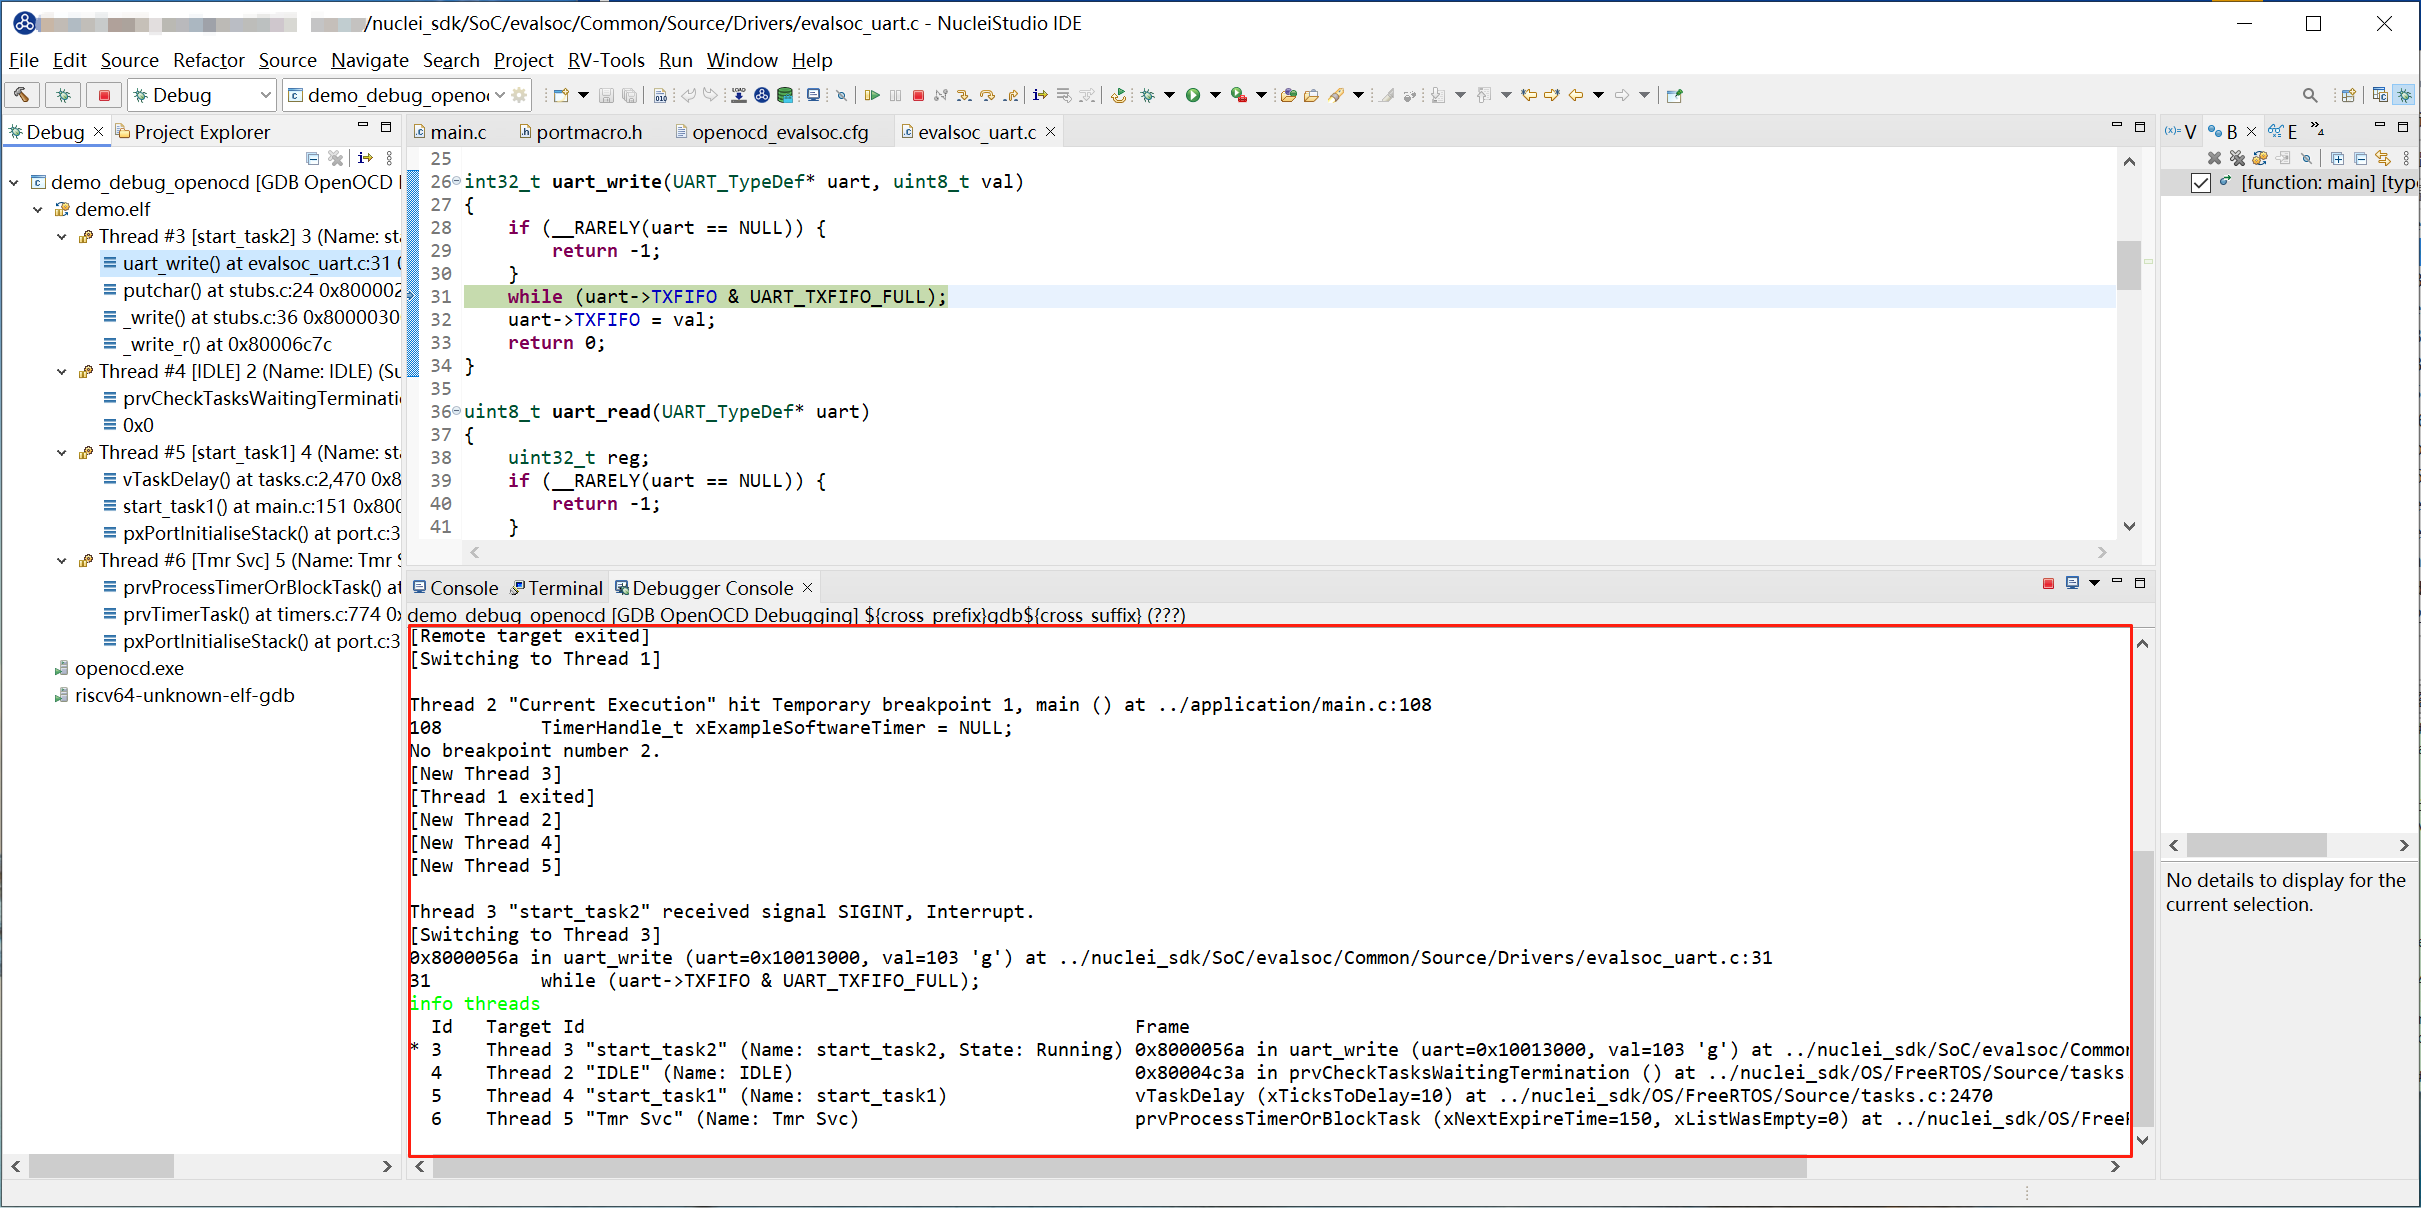 /nuclei_sdk/SoC/evalsoc/Common/Source/Drivers/evalsoc_uart.c - NucleiStudio IDE
File Edit Source Refactor Source Navigate Search Project RV-Tools Run Window Help
Debug demo_debug_openoc
Debug Project Explorer
demo_debug_openocd [GDB OpenOCD
demo.elf
Thread #3 [start_task2] 3 (Name: sta
uart_write() at evalsoc_uart.c:31 0
putchar() at stubs.c:24 0x800002
_write() at stubs.c:36 0x8000030
_write_r() at 0x80006c7c
Thread #4 [IDLE] 2 (Name: IDLE) (Su
prvCheckTasksWaitingTerminati
0x0
Thread #5 [start_task1] 4 (Name: sta
vTaskDelay() at tasks.c:2,470 0x8
start_task1() at main.c:151 0x800
pxPortInitialiseStack() at port.c:3
Thread #6 [Tmr Svc] 5 (Name: Tmr S
prvProcessTimerOrBlockTask() at
prvTimerTask() at timers.c:774 0x
pxPortInitialiseStack() at port.c:3
openocd.exe
riscv64-unknown-elf-gdb
main.c portmacro.h openocd_evalsoc.cfg evalsoc_uart.c
25
26 int32_t uart_write(UART_TypeDef* uart, uint8_t val)
27 {
28 if (__RARELY(uart == NULL)) {
29 return -1;
30 }
31 while (uart->TXFIFO & UART_TXFIFO_FULL);
32 uart->TXFIFO = val;
33 return 0;
34 }
35
36 uint8_t uart_read(UART_TypeDef* uart)
37 {
38 uint32_t reg;
39 if (__RARELY(uart == NULL)) {
40 return -1;
41 }
Console Terminal Debugger Console
demo_debug_openocd [GDB OpenOCD Debugging] ${cross_prefix}gdb${cross_suffix} (???)
[Remote target exited]
[Switching to Thread 1]
Thread 2 "Current Execution" hit Temporary breakpoint 1, main () at ../application/main.c:108
108 TimerHandle_t xExampleSoftwareTimer = NULL;
No breakpoint number 2.
[New Thread 3]
[Thread 1 exited]
[New Thread 2]
[New Thread 4]
[New Thread 5]
Thread 3 "start_task2" received signal SIGINT, Interrupt.
[Switching to Thread 3]
0x8000056a in uart_write (uart=0x10013000, val=103 'g') at ../nuclei_sdk/SoC/evalsoc/Common/Source/Drivers/evalsoc_uart.c:31
31 while (uart->TXFIFO & UART_TXFIFO_FULL);
info threads
Id Target Id Frame
* 3 Thread 3 "start_task2" (Name: start_task2, State: Running) 0x8000056a in uart_write (uart=0x10013000, val=103 'g') at ../nuclei_sdk/SoC/evalsoc/Common
4 Thread 2 "IDLE" (Name: IDLE) 0x80004c3a in prvCheckTasksWaitingTermination () at ../nuclei_sdk/OS/FreeRTOS/Source/tasks
5 Thread 4 "start_task1" (Name: start_task1) vTaskDelay (xTicksToDelay=10) at ../nuclei_sdk/OS/FreeRTOS/Source/tasks.c:2470
6 Thread 5 "Tmr Svc" (Name: Tmr Svc) prvProcessTimerOrBlockTask (xNextExpireTime=150, xListWasEmpty=0) at ../nuclei_sdk/OS/FreeR
(x)= V B E »4
[function: main] [typ
No details to display for the
current selection.